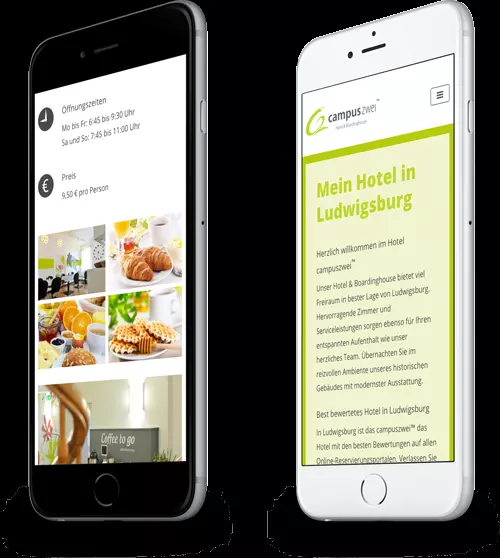 Öffnungszeiten
Mo bis Fr: 6:45 bis 9:30 Uhr
Sa und So: 7:45 bis 11:00 Uhr
Preis
9,50 € pro Person
Coffee to go
campuszwei™
Hotel & Boardinghouse
Mein Hotel in
Ludwigsburg
Herzlich willkommen im Hotel
campuszwei™
Unser Hotel & Boardinghouse bietet viel
Freiraum in bester Lage von Ludwigsburg.
Hervorragende Zimmer und
Serviceleistungen sorgen ebenso für Ihren
entspannten Aufenthalt wie unser
herzliches Team. Übernachten Sie im
reizvollen Ambiente unseres historischen
Gebäudes mit modernster Ausstattung.
Best bewertetes Hotel in Ludwigsburg
In Ludwigsburg ist das campuszwei™ das
Hotel mit den besten Bewertungen auf allen
Online-Reservierungsportalen. Verlassen Sie